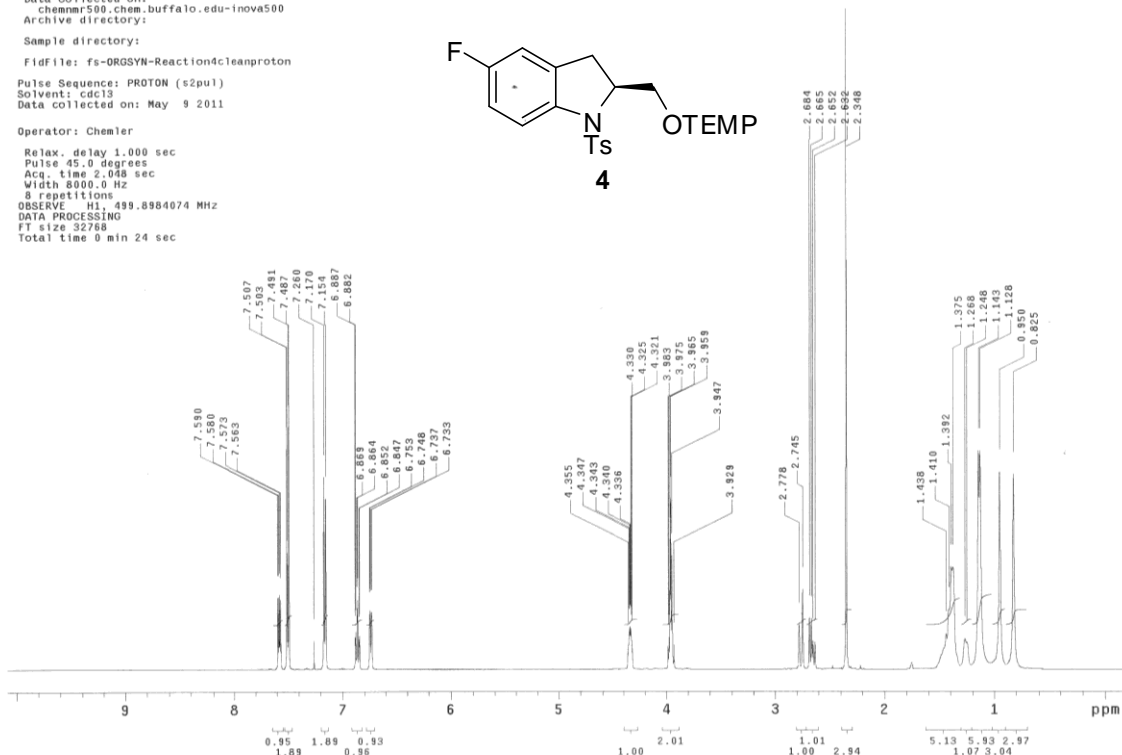 Data collected on:
chemnmr500.chem.buffalo.edu-inova500
Archive directory:
Sample directory:
FidFile: fs-ORGSYN-Reaction4cleanproton
Pulse Sequence: PROTON (s2pul)
Solvent: cdcl3
Data collected on: May 9 2011
Operator: Chemler
Relax. delay 1.000 sec
Pulse 45.0 degrees
Acq. time 2.048 sec
Width 8000.0 Hz
8 repetitions
OBSERVE H1, 499.8984074 MHz
DATA PROCESSING
FT size 32768
Total time 0 min 24 sec
F
N
Ts
OTEMP
4
7.590
7.580
7.573
7.563
7.507
7.503
7.491
7.487
7.260
7.170
7.154
6.887
6.882
6.869
6.864
6.852
6.847
6.753
6.748
6.737
6.733
4.355
4.347
4.343
4.340
4.336
4.330
4.325
4.321
3.983
3.975
3.965
3.959
3.947
3.929
2.778
2.745
2.684
2.665
2.652
2.632
2.348
1.438
1.410
1.392
1.375
1.268
1.248
1.143
1.128
0.950
0.825
9 8 7 6 5 4 3 2 1 ppm
0.95 1.89 0.93 2.01 1.01 5.13 5.93 2.97
1.89 0.96 1.00 1.00 2.94 1.07 3.04